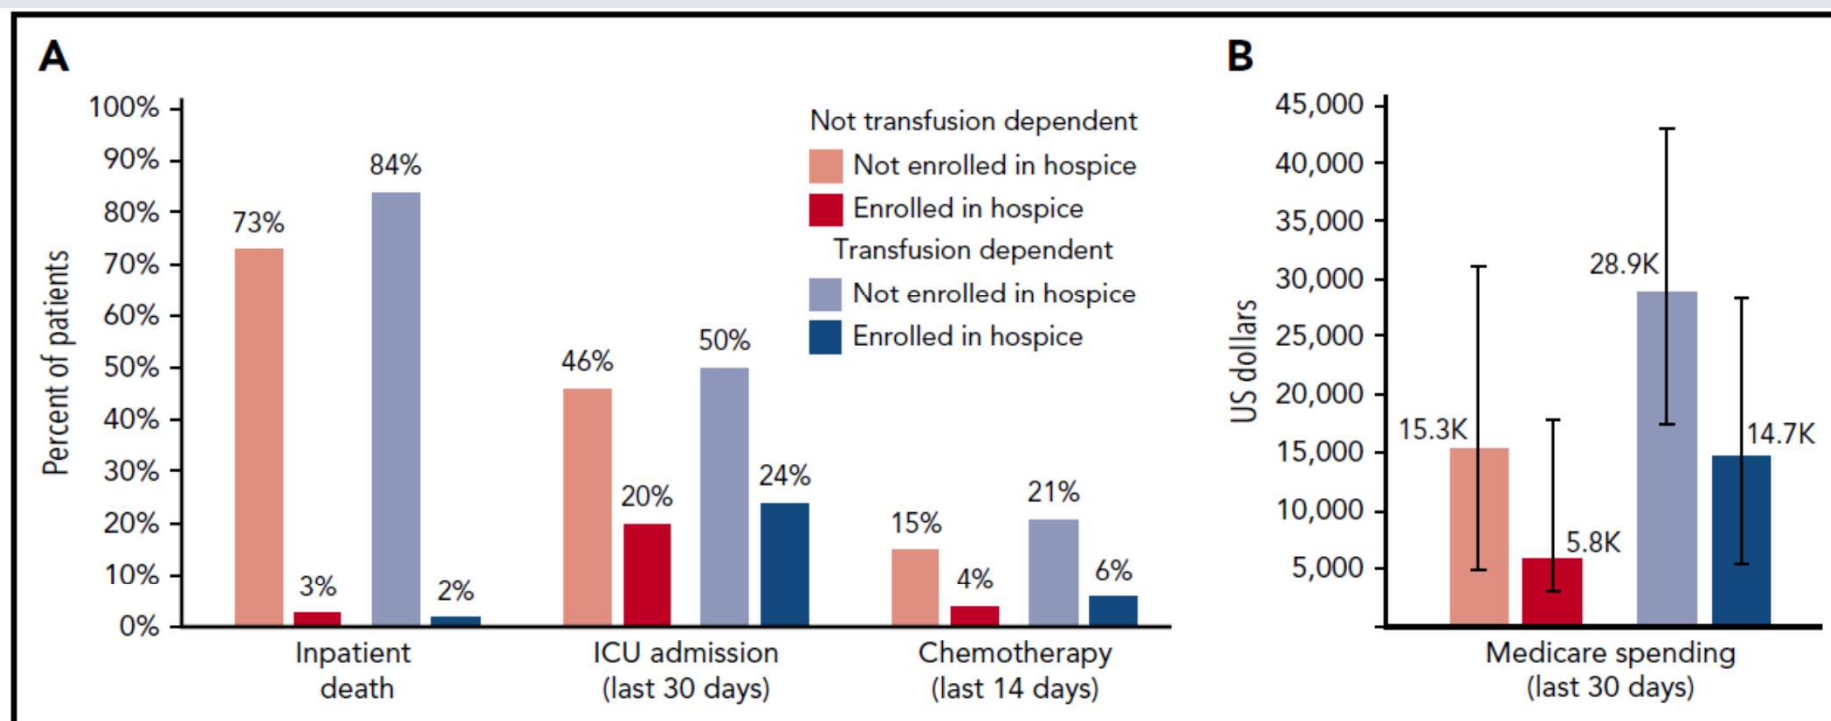 A
100%
90%
80%
70%
60%
50%
40%
30%
20%
10%
0%
Percent of patients
73%
3%
84%
2%
46%
20%
50%
24%
15%
4%
21%
6%
Inpatient
death
ICU admission
(last 30 days)
Chemotherapy
(last 14 days)
Not transfusion dependent
Not enrolled in hospice
Enrolled in hospice
Transfusion dependent
Not enrolled in hospice
Enrolled in hospice
B
45,000
40,000
35,000
30,000
25,000
20,000
15,000
10,000
5,000
US dollars
15.3K
5.8K
28.9K
14.7K
Medicare spending
(last 30 days)